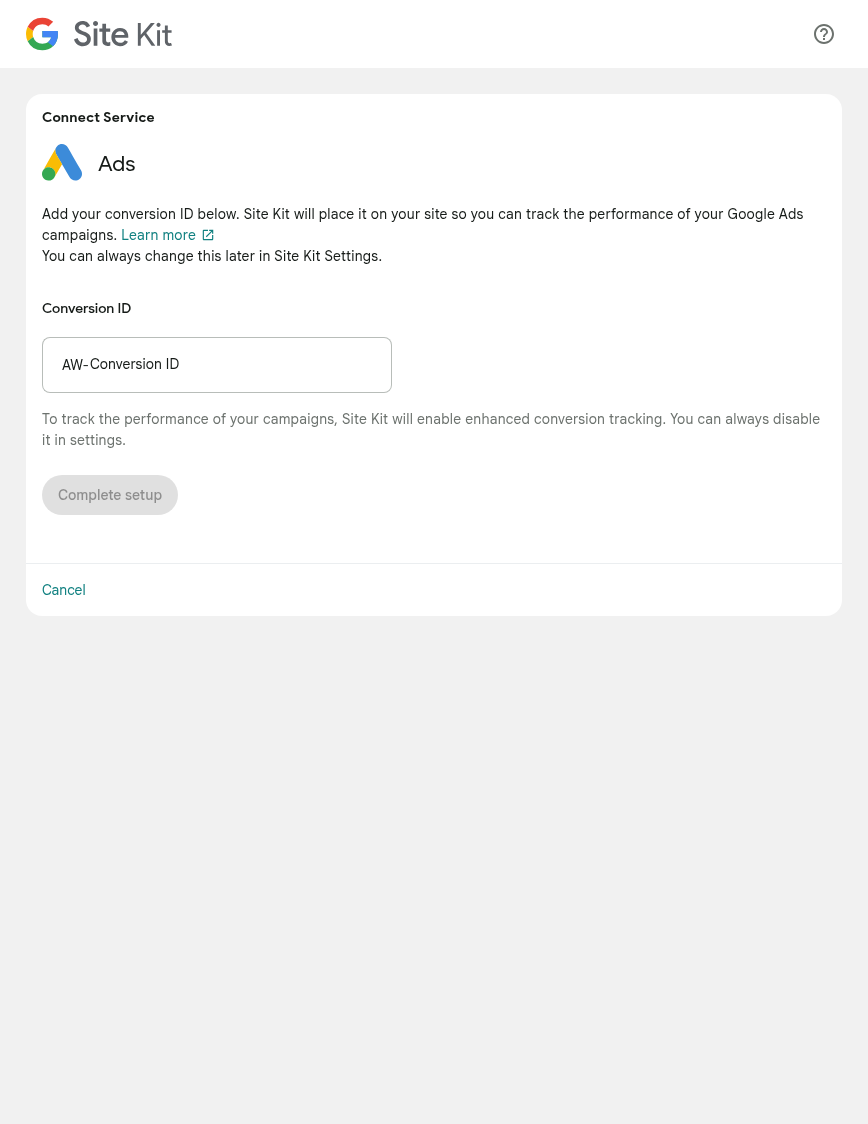 Site Kit
Connect Service
Ads
Add your conversion ID below. Site Kit will place it on your site so you can track the performance of your Google Ads
campaigns. Learn more
You can always change this later in Site Kit Settings.
Conversion ID
AW-Conversion ID
To track the performance of your campaigns, Site Kit will enable enhanced conversion tracking. You can always disable
it in settings.
Complete setup
Cancel